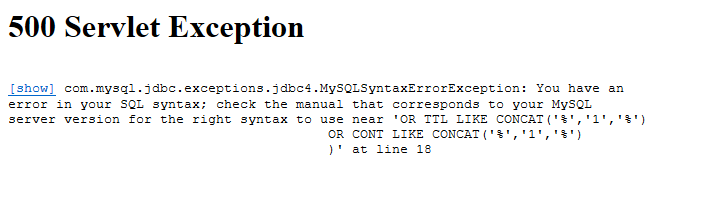 500 Servlet Exception
[show] com.mysql.jdbc.exceptions.jdbc4.MySQLSyntaxErrorException: You have an
error in your SQL syntax; check the manual that corresponds to your MySQL
server version for the right syntax to use near 'OR TTL LIKE CONCAT('%','1','%')
OR CONT LIKE CONCAT('%','1','%')
)' at line 18